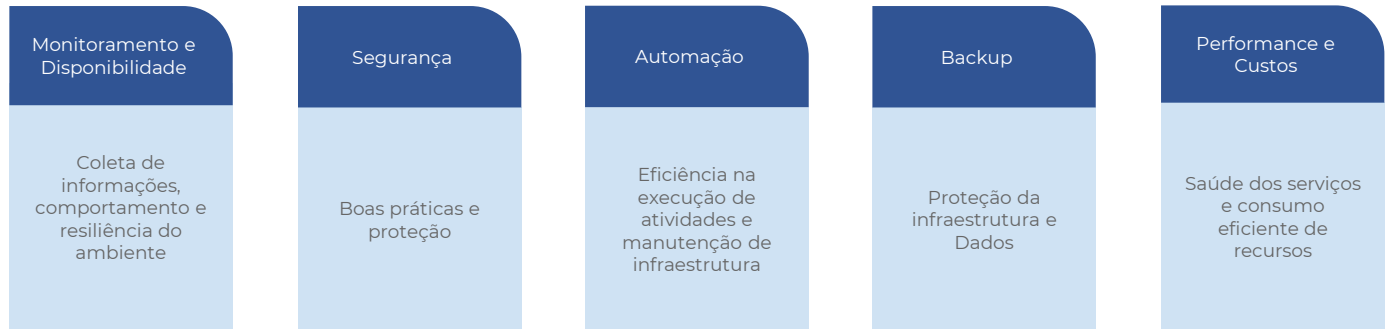 Monitoramento e
Disponibilidade
Coleta de
informações,
comportamento e
resiliência do
ambiente
Segurança
Boas práticas e
proteção
Automação
Eficiência na
execução de
atividades e
manutenção de
infraestrutura
Backup
Proteção da
infraestrutura e
Dados
Performance e
Custos
Saúde dos serviços
e consumo
eficiente de
recursos